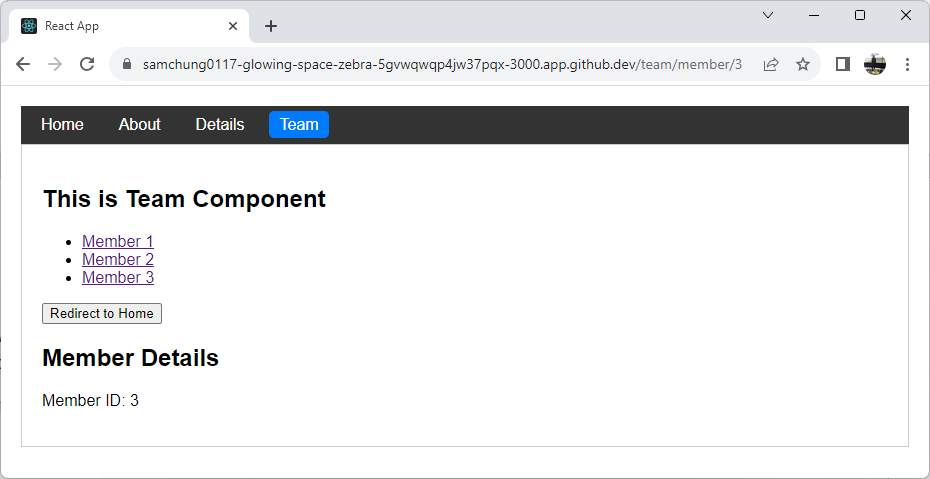 React App
samchung0117-glowing-space-zebra-5gvwqwqp4jw37pqx-3000.app.github.dev/team/member/3
Home About Details Team
This is Team Component
Member 1
Member 2
Member 3
Redirect to Home
Member Details
Member ID: 3